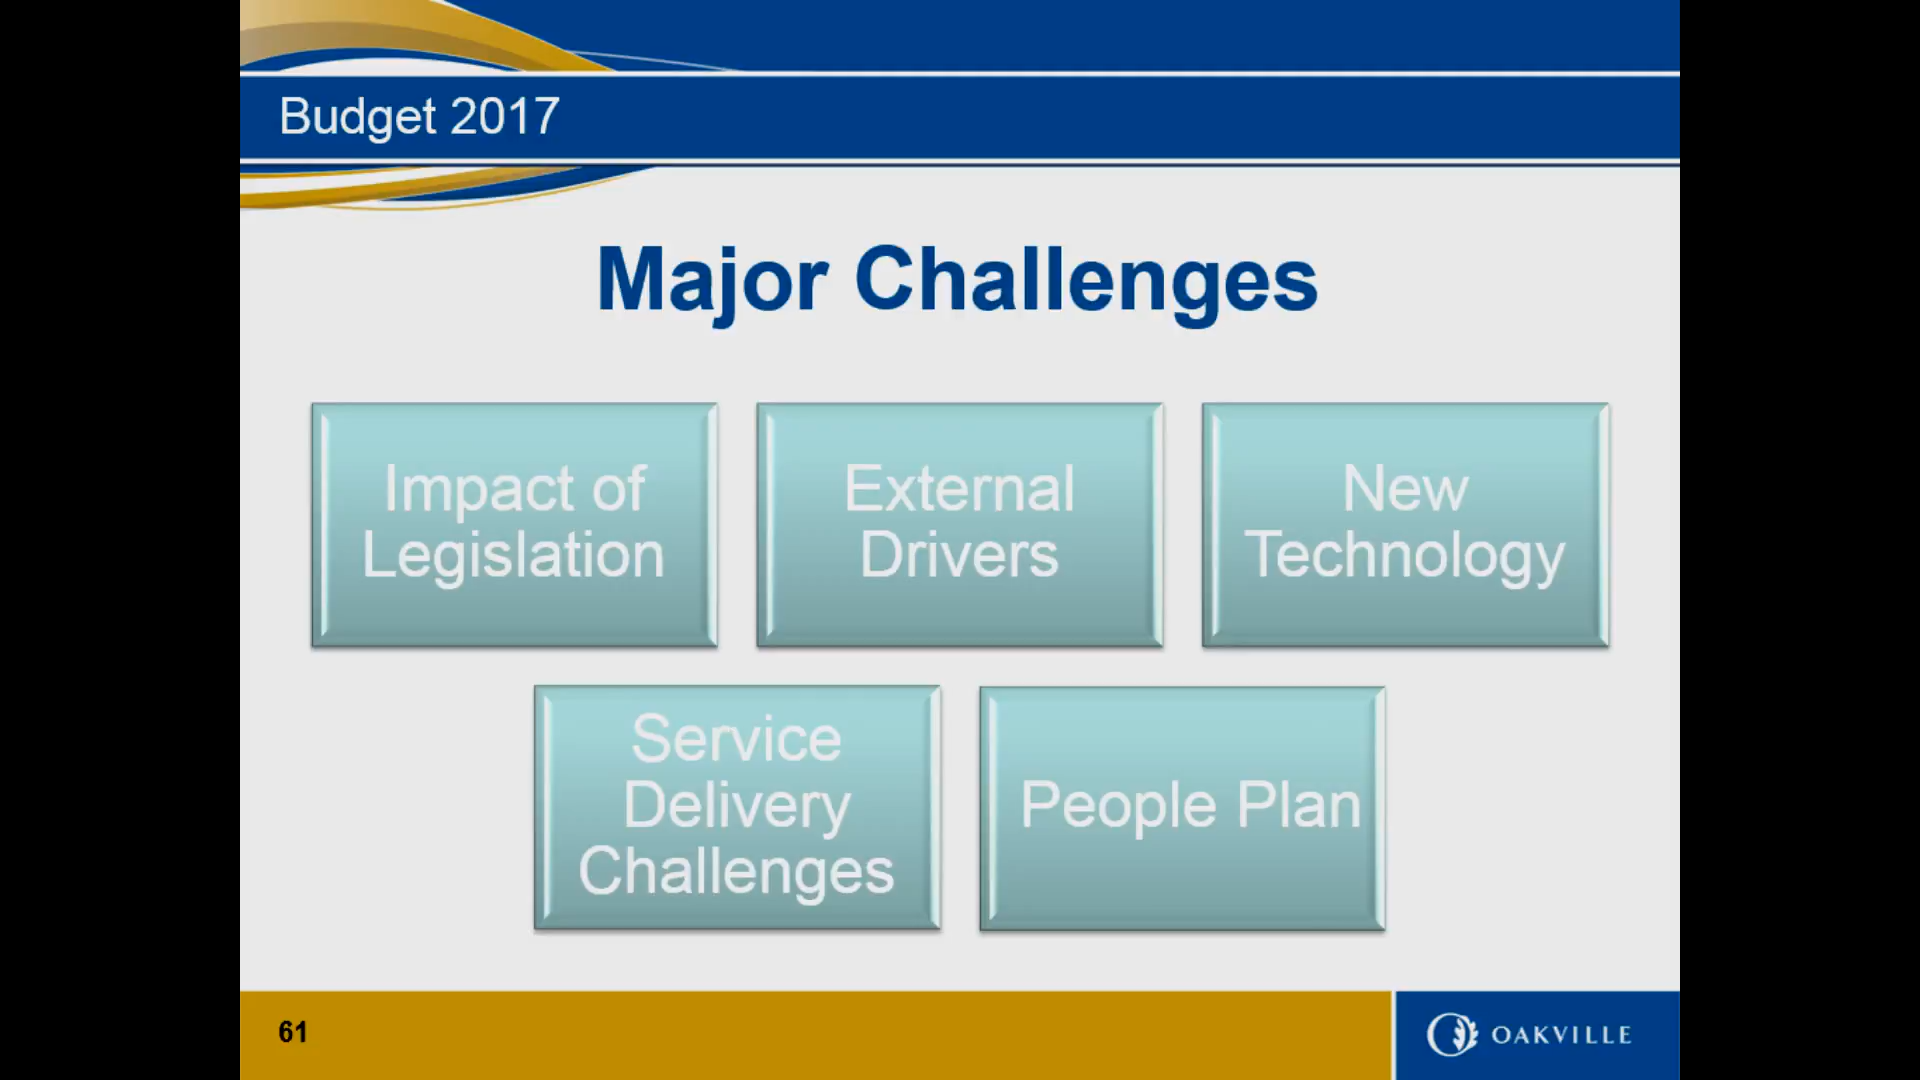 Budget 2017
Major Challenges
Impact of
Legislation
External
Drivers
New
Technology
Service
Delivery
Challenges
People Plan
61
OAKVILLE